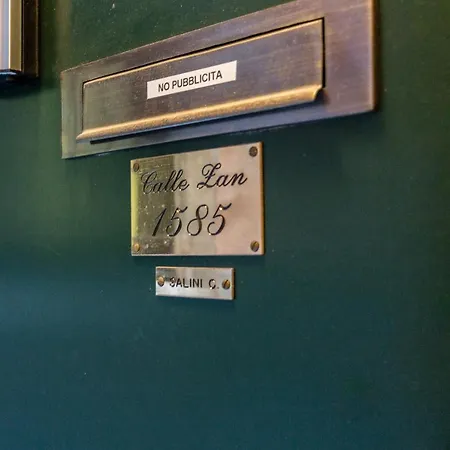 NO PUBBLICITA
Calle Zan
1585
SALINI G.